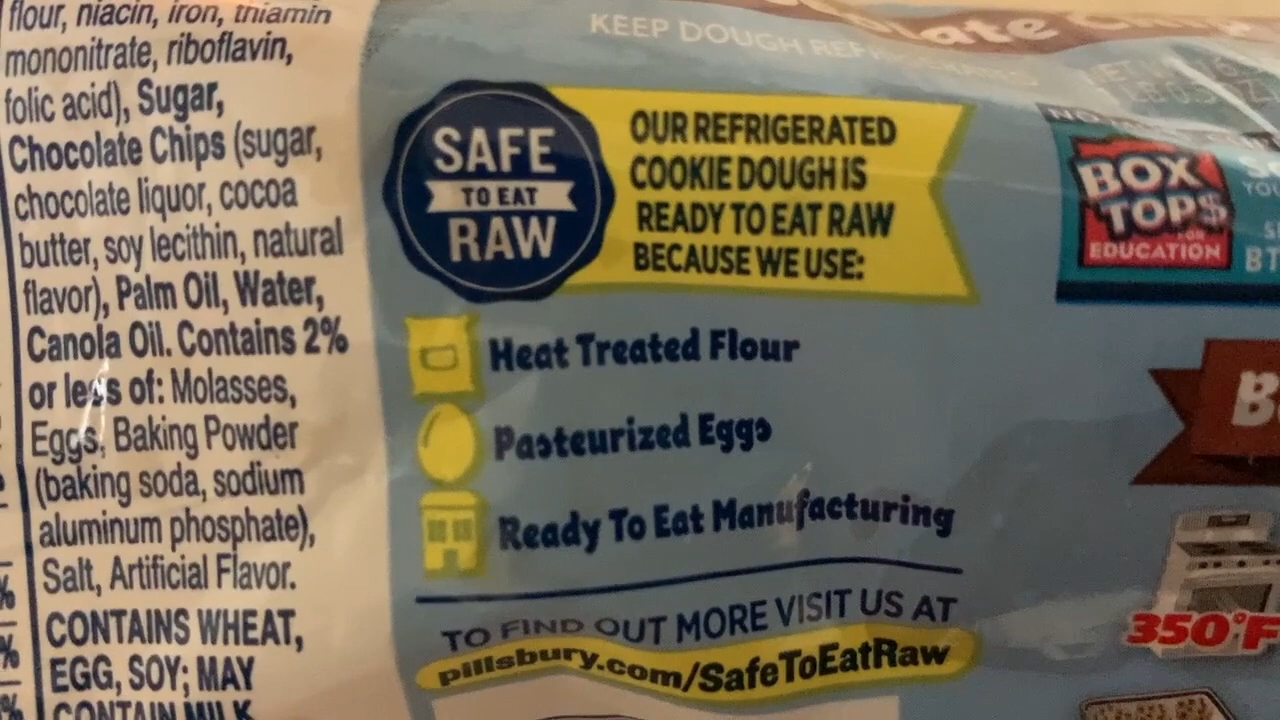 flour, niacin, iron, thiamin
mononitrate, riboflavin,
folic acid), Sugar,
Chocolate Chips (sugar,
chocolate liquor, cocoa
butter, soy lecithin, natural
flavor), Palm Oil, Water,
Canola Oil. Contains 2%
or less of: Molasses,
Eggs, Baking Powder
(baking soda, sodium
aluminum phosphate),
Salt, Artificial Flavor.
CONTAINS WHEAT,
EGG, SOY; MAY
CONTAIN MILK
KEEP DOUGH REFRIGERATED
SAFE
TO EAT
RAW
OUR REFRIGERATED
COOKIE DOUGH IS
READY TO EAT RAW
BECAUSE WE USE:
Heat Treated Flour
Pasteurized Eggs
Ready To Eat Manufacturing
TO FIND OUT MORE VISIT US AT
pillsbury.com/SafeToEatRaw
BOX
TOPS
FOR
EDUCATION
350°F